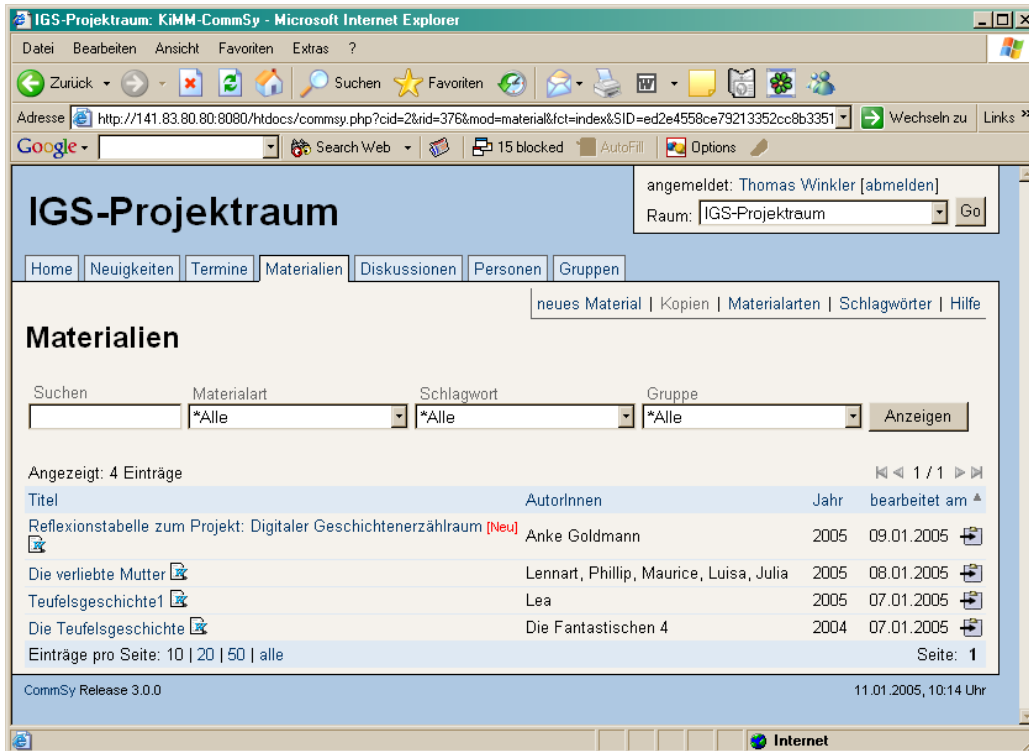 IGS-Projektraum: KiMM-CommSy - Microsoft Internet Explorer
Datei Bearbeiten Ansicht Favoriten Extras ?
Zurück Suchen Favoriten
Adresse http://141.83.80.80:8080/htdocs/commsy.php?cid=2&rid=376&mod=material&fct=index&SID=ed2e4558ce79213352cc8b3351 Wechseln zu Links »
Google Search Web 15 blocked AutoFill Options
angemeldet: Thomas Winkler [abmelden]
IGS-Projektraum
Raum: IGS-Projektraum Go
Home Neuigkeiten Termine Materialien Diskussionen Personen Gruppen
neues Material | Kopien | Materialarten | Schlagwörter | Hilfe
Materialien
Suchen Materialart Schlagwort Gruppe
*Alle *Alle *Alle Anzeigen
Angezeigt: 4 Einträge 1 / 1
Titel AutorInnen Jahr bearbeitet am
Reflexionstabelle zum Projekt: Digitaler Geschichtenerzählraum [Neu] Anke Goldmann 2005 09.01.2005
Die verliebte Mutter Lennart, Phillip, Maurice, Luisa, Julia 2005 08.01.2005
Teufelsgeschichte1 Lea 2005 07.01.2005
Die Teufelsgeschichte Die Fantastischen 4 2004 07.01.2005
Einträge pro Seite: 10 | 20 | 50 | alle Seite: 1
CommSy Release 3.0.0 11.01.2005, 10:14 Uhr
Internet